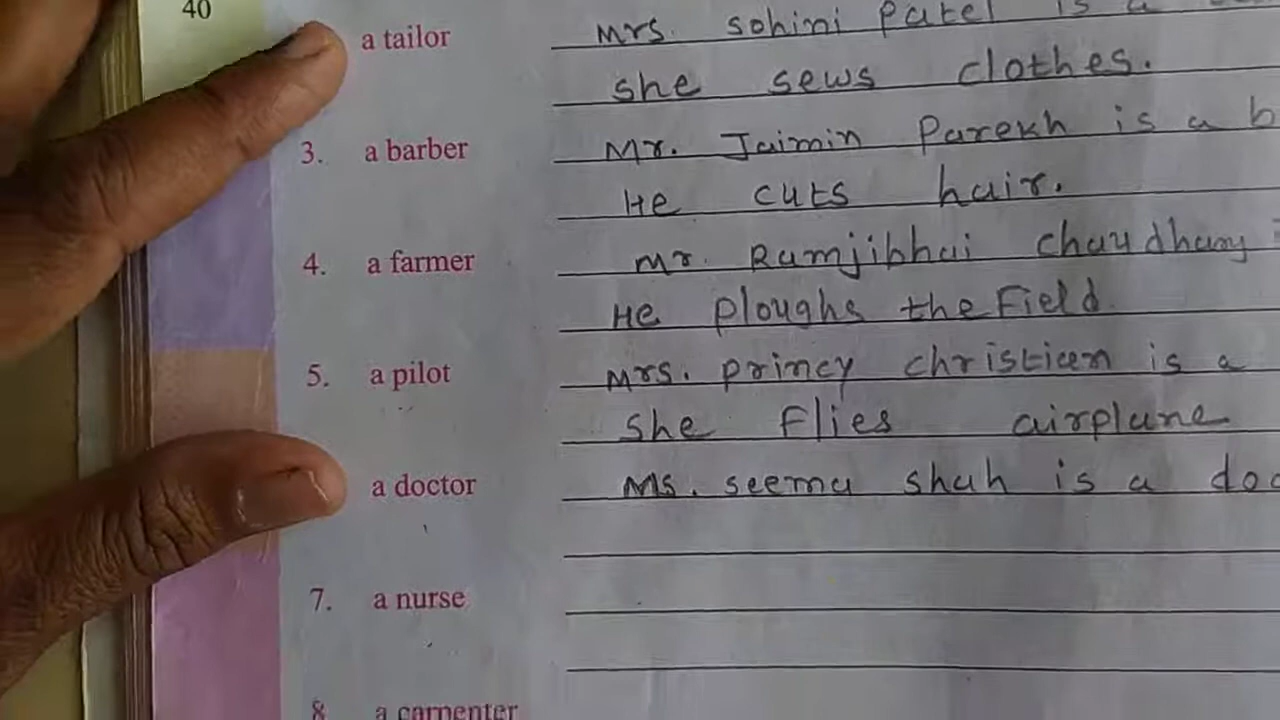 40
a tailor Mrs. Sohini Patel is a
She sews clothes.
3. a barber Mr. Jaimin Parekh is a b
He cuts hair.
4. a farmer Mr. Ramjibhai Chaudhary
He ploughs the Field.
5. a pilot Mrs. princy christian is a
She Flies airplane
a doctor Ms. seema shah is a doc
7. a nurse
8 a carpenter